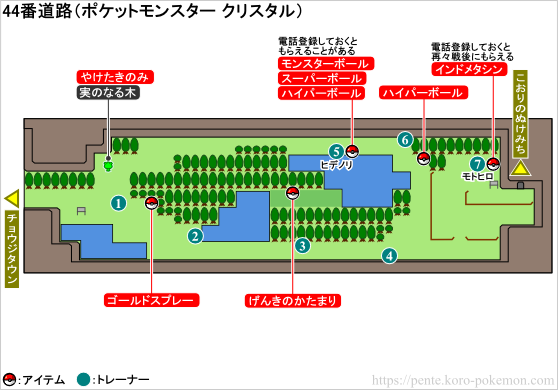 44番道路(ポケットモンスター クリスタル)
電話登録しておくと
もらえることがある
モンスターボール
スーパーボール
ハイパーボール
電話登録しておくと
再々戦後にもらえる
インドメタシン
やけたきのみ
実のなる木
ハイパーボール
こおりのぬけみち
6
5
ヒデノリ
7
モトヒロ
1
2
3
4
チョウジタウン
ゴールドスプレー
げんきのかたまり
:アイテム
:トレーナー
https://pente.koro-pokemon.com/